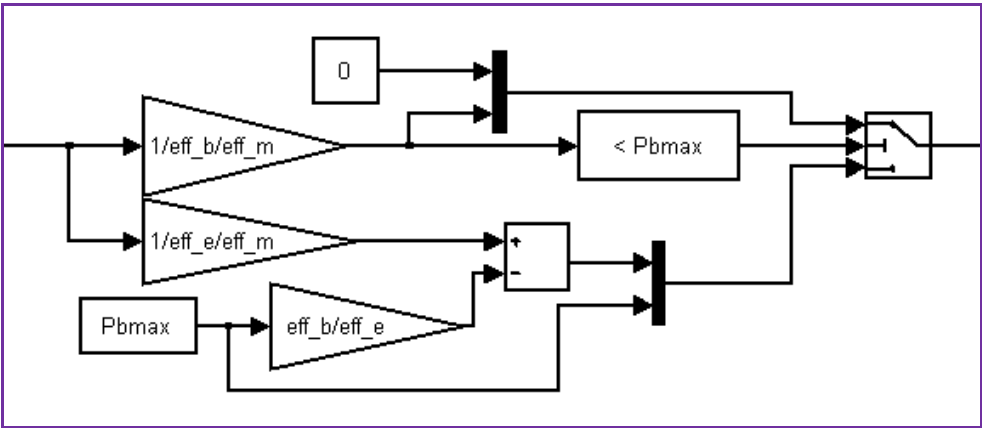 0
1/eff_b/eff_m
< Pbmax
1/eff_e/eff_m
+
−
Pbmax
eff_b/eff_e